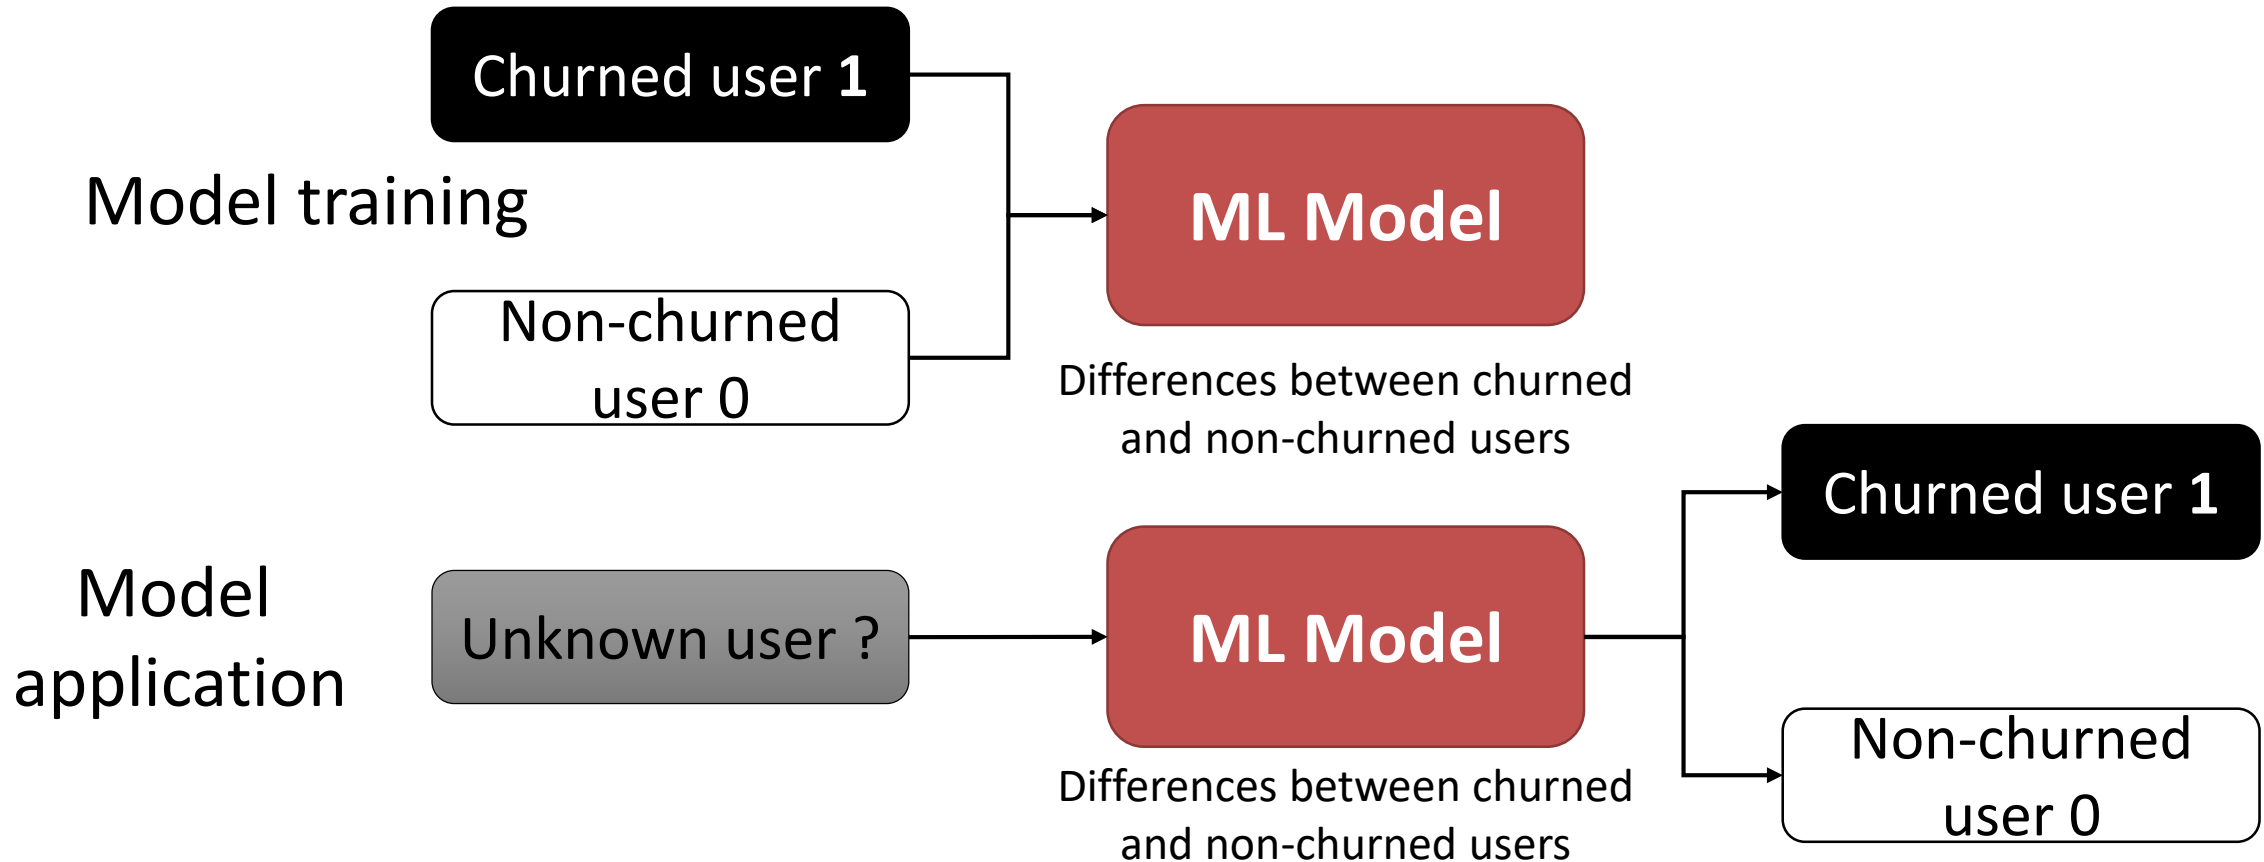 Churned user 1
Model training
ML Model
Non-churned
user 0
Differences between churned
and non-churned users
Churned user 1
Model
application
Unknown user ?
ML Model
Non-churned
user 0
Differences between churned
and non-churned users